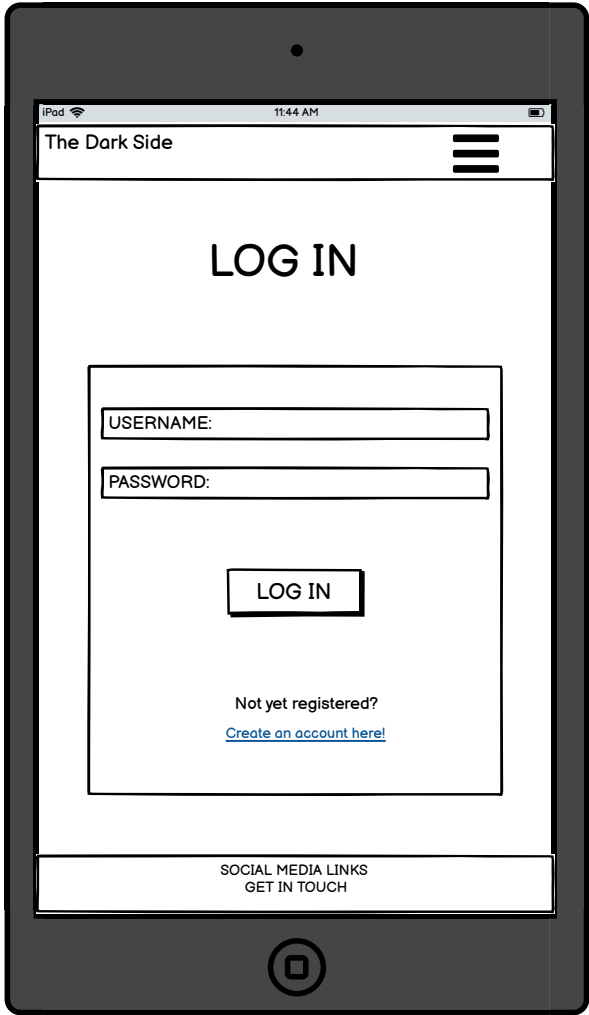 iPad 11:44 AM
The Dark Side
LOG IN
USERNAME:
PASSWORD:
LOG IN
Not yet registered?
Create an account here!
SOCIAL MEDIA LINKS
GET IN TOUCH